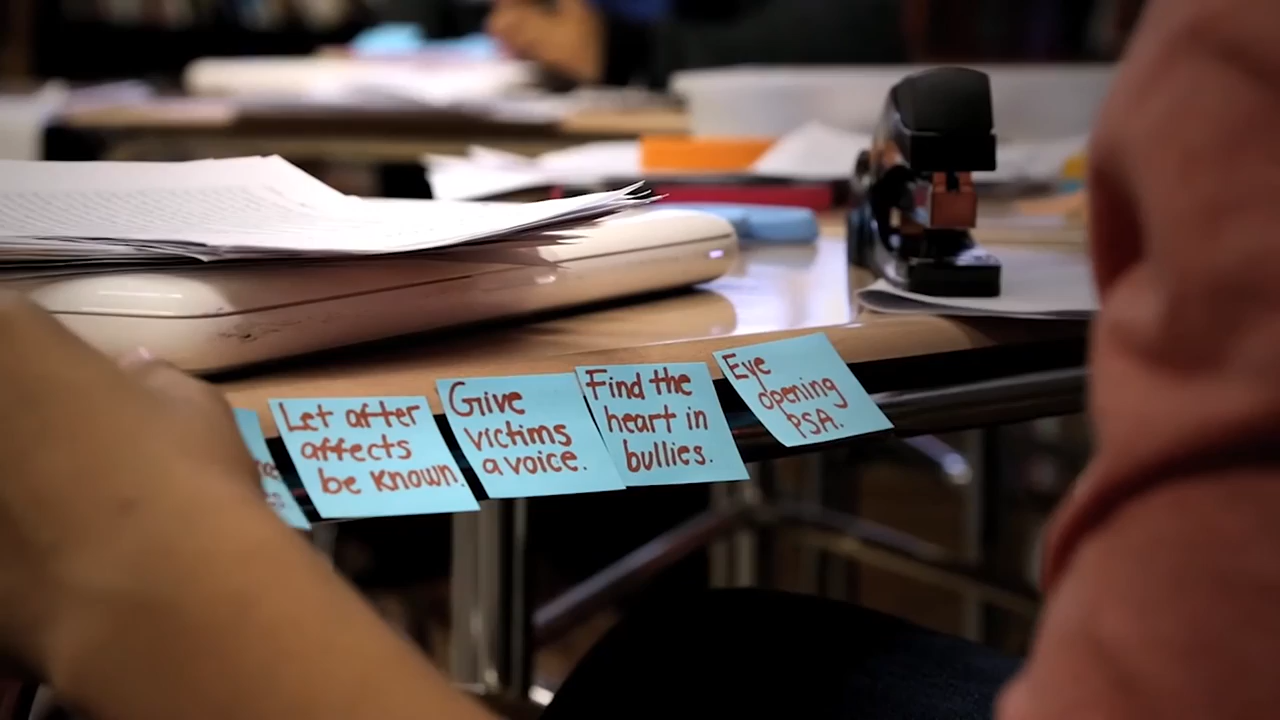 Let after
affects
be known.
Give
victims
a voice.
Find the
heart in
bullies.
Eye
opening
PSA.